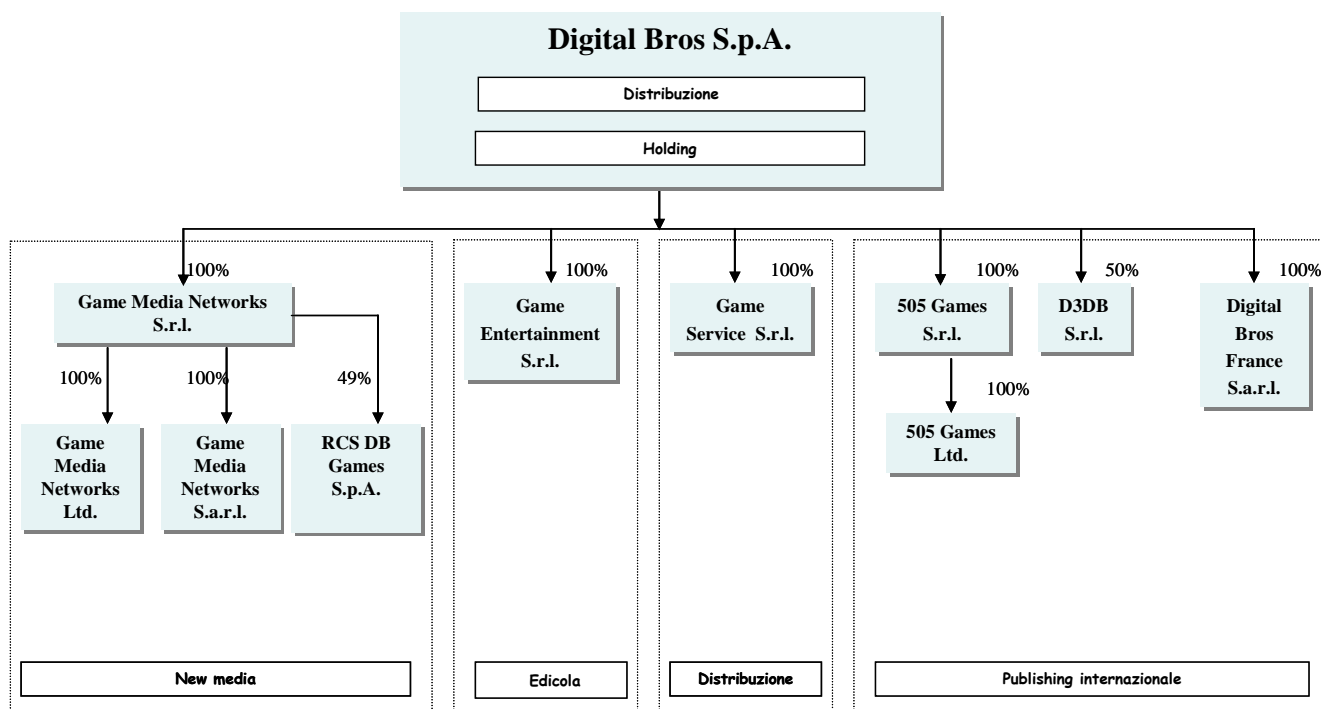 Digital Bros S.p.A.
Distribuzione
Holding
100%
Game Media Networks
S.r.l.
100%
100%
49%
Game
Media
Networks
Ltd.
Game
Media
Networks
S.a.r.l.
RCS DB
Games
S.p.A.
New media
100%
Game
Entertainment
S.r.l.
Edicola
100%
Game
Service S.r.l.
Distribuzione
100%
505 Games
S.r.l.
100%
505 Games
Ltd.
50%
D3DB
S.r.l.
100%
Digital
Bros
France
S.a.r.l.
Publishing internazionale